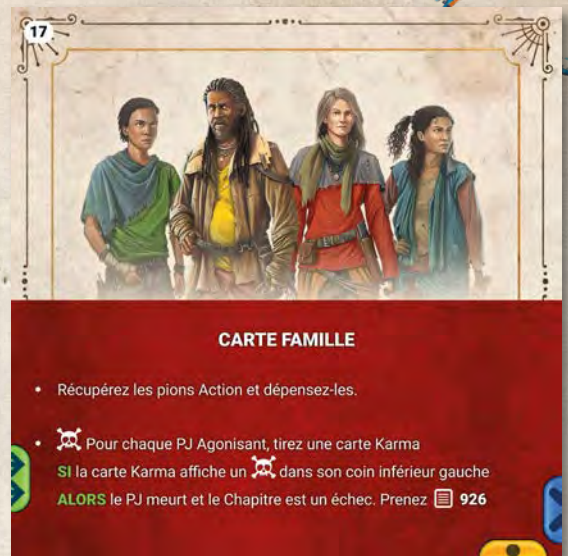 17
CARTE FAMILLE
• Récupérez les pions Action et dépensez-les.
• Pour chaque PJ Agonisant, tirez une carte Karma
SI la carte Karma affiche un dans son coin inférieur gauche
ALORS le PJ meurt et le Chapitre est un échec. Prenez 926